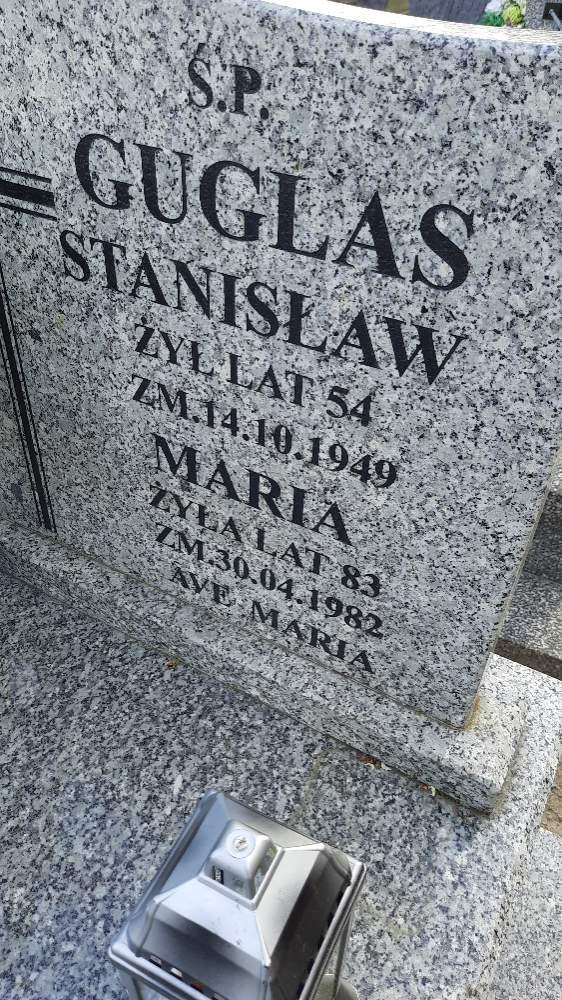 Ś.P.
GUGLAS
STANISŁAW
ŻYŁ LAT 54
ZM.14.10.1949
MARIA
ŻYŁA LAT 83
ZM.30.04.1982
AVE MARIA